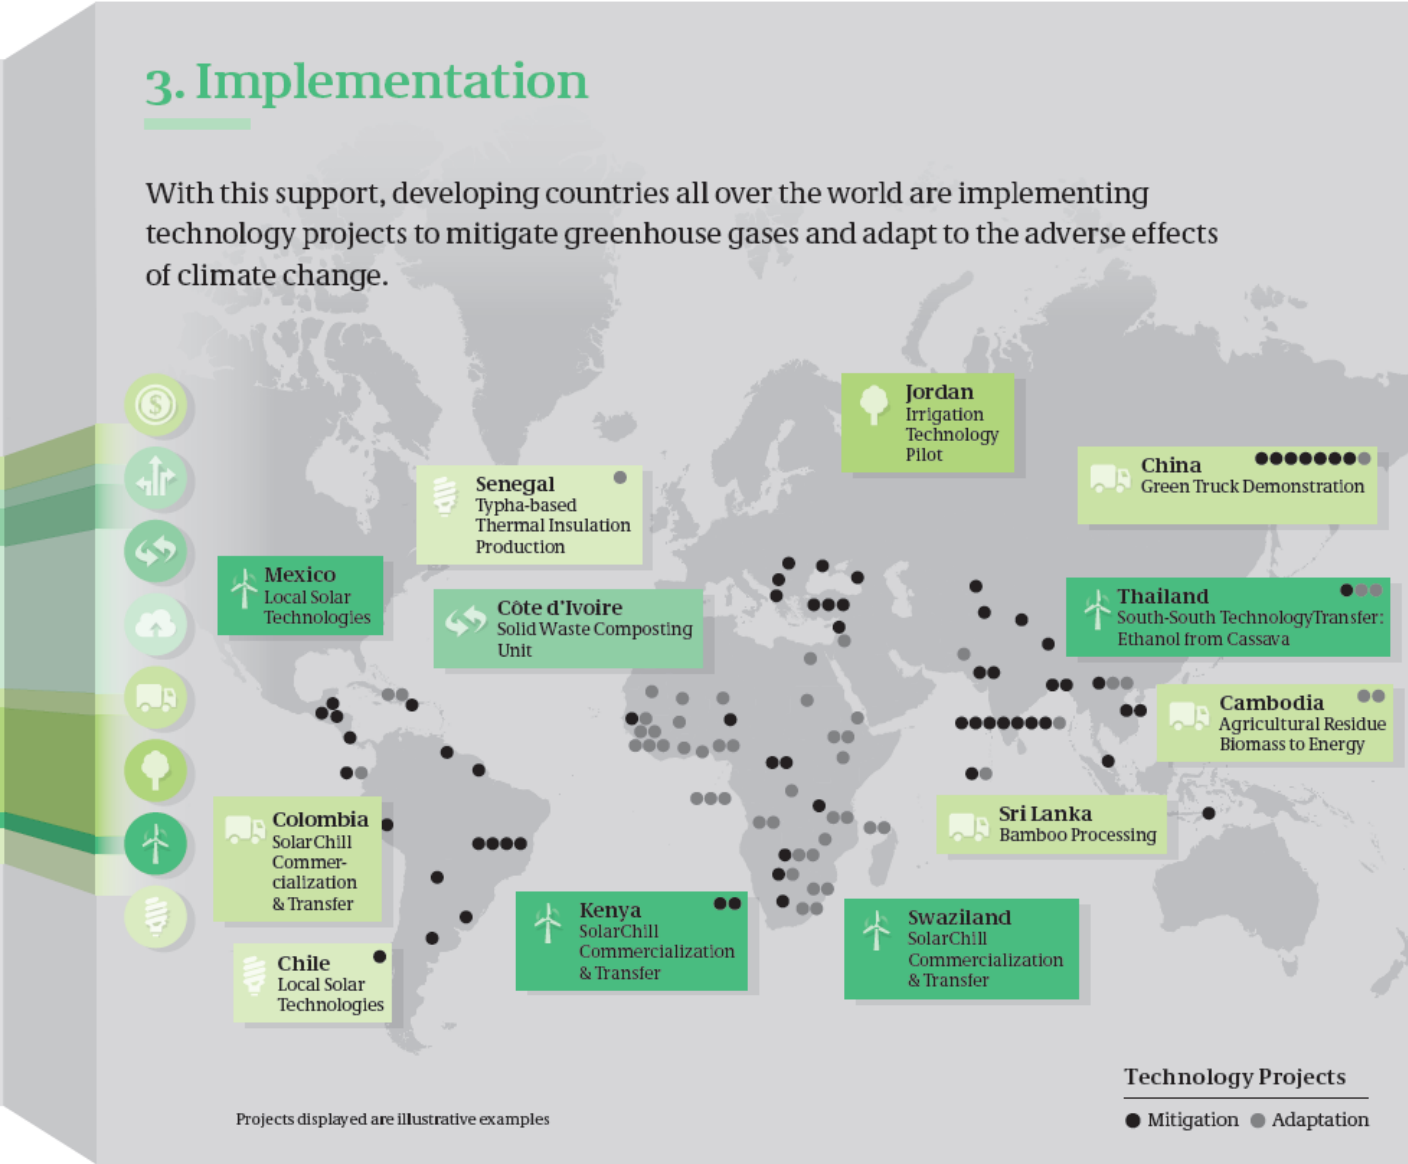 3. Implementation
With this support, developing countries all over the world are implementing
technology projects to mitigate greenhouse gases and adapt to the adverse effects
of climate change.
$
Jordan
Irrigation
Technology
Pilot
China
Green Truck Demonstration
Senegal
Typha-based
Thermal Insulation
Production
Mexico
Local Solar
Technologies
Côte d'Ivoire
Solid Waste Composting
Unit
Thailand
South-South TechnologyTransfer:
Ethanol from Cassava
Cambodia
Agricultural Residue
Biomass to Energy
Colombia
SolarChill
Commer-
cialization
& Transfer
Sri Lanka
Bamboo Processing
Kenya
SolarChill
Commercialization
& Transfer
Swaziland
SolarChill
Commercialization
& Transfer
Chile
Local Solar
Technologies
Technology Projects
Mitigation Adaptation
Projects displayed are illustrative examples